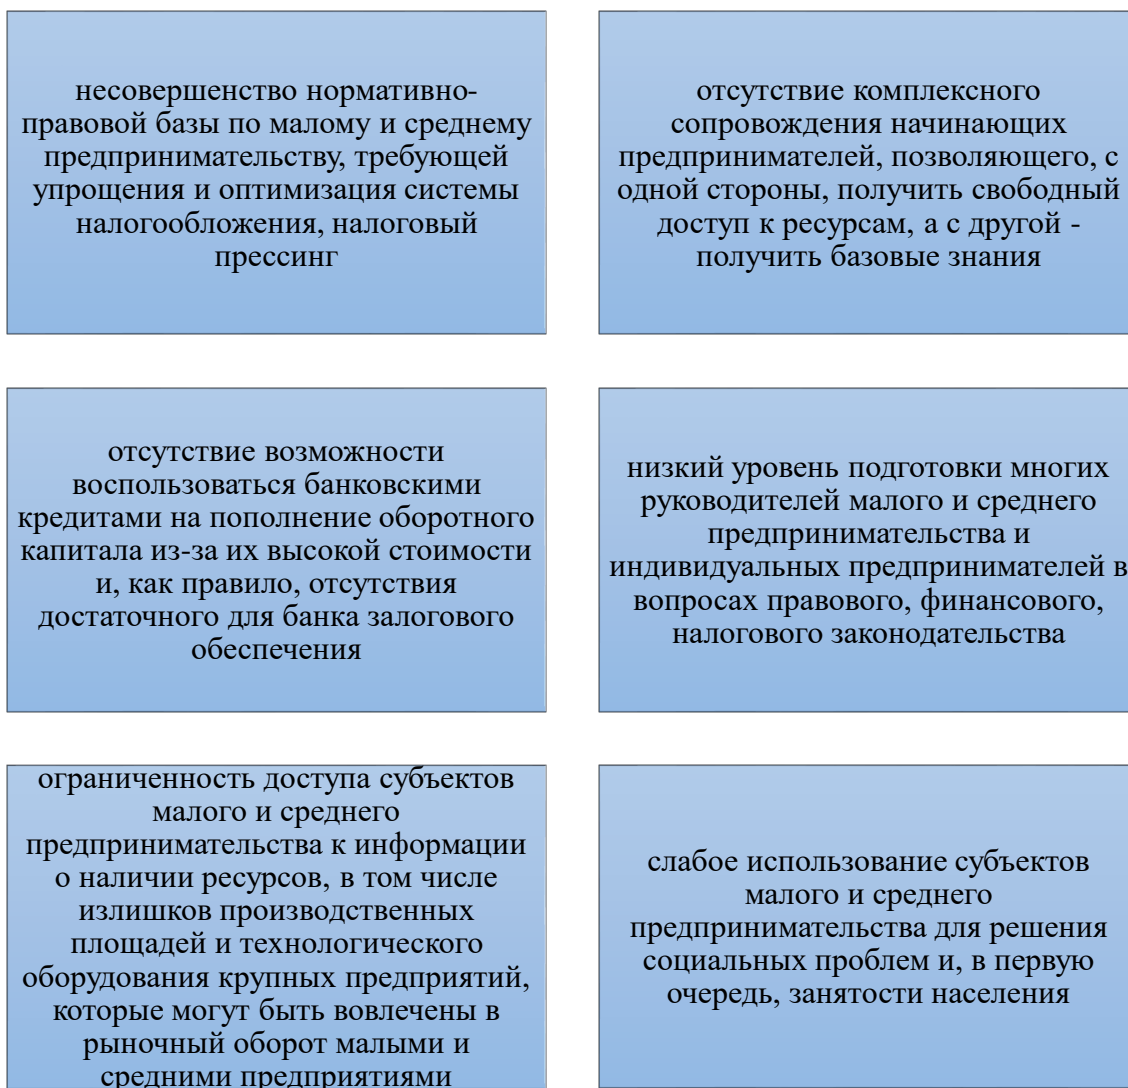 несовершенство нормативно-
правовой базы по малому и среднему
предпринимательству, требующей
упрощения и оптимизация системы
налогообложения, налоговый
прессинг
отсутствие комплексного
сопровождения начинающих
предпринимателей, позволяющего, с
одной стороны, получить свободный
доступ к ресурсам, а с другой -
получить базовые знания
отсутствие возможности
воспользоваться банковскими
кредитами на пополнение оборотного
капитала из-за их высокой стоимости
и, как правило, отсутствия
достаточного для банка залогового
обеспечения
низкий уровень подготовки многих
руководителей малого и среднего
предпринимательства и
индивидуальных предпринимателей в
вопросах правового, финансового,
налогового законодательства
ограниченность доступа субъектов
малого и среднего
предпринимательства к информации
о наличии ресурсов, в том числе
излишков производственных
площадей и технологического
оборудования крупных предприятий,
которые могут быть вовлечены в
рыночный оборот малыми и
средними предприятиями
слабое использование субъектов
малого и среднего
предпринимательства для решения
социальных проблем и, в первую
очередь, занятости населения